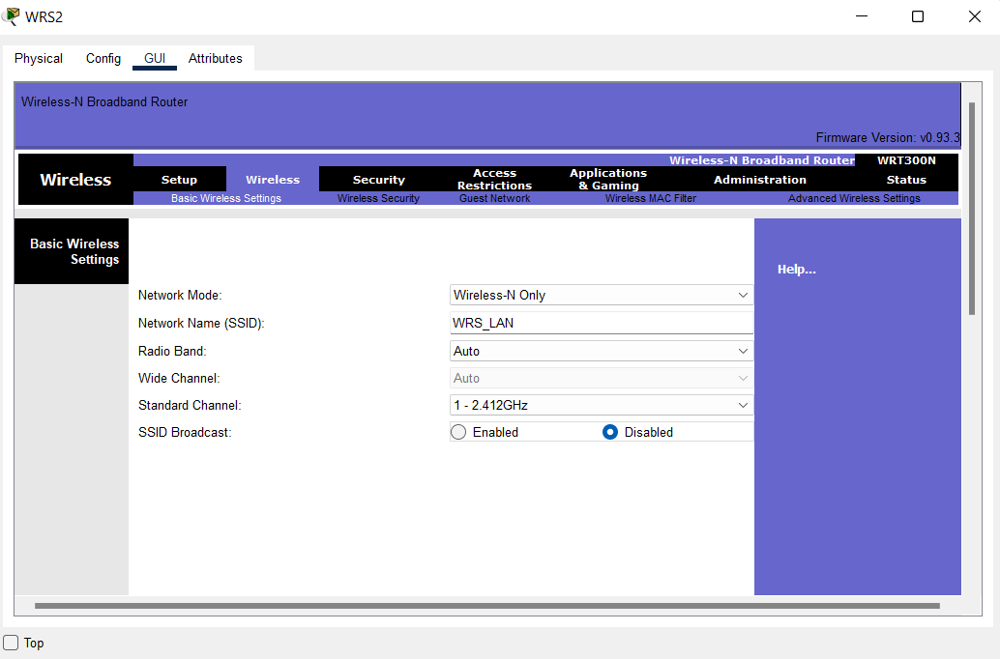 WRS2
Physical Config GUI Attributes
Wireless-N Broadband Router
Firmware Version: v0.93.3
Wireless-N Broadband Router WRT300N
Wireless
Setup Wireless Security Access Restrictions Applications & Gaming Administration Status
Basic Wireless Settings Wireless Security Guest Network Wireless MAC Filter Advanced Wireless Settings
Basic Wireless
Settings
Help...
Network Mode: Wireless-N Only
Network Name (SSID): WRS_LAN
Radio Band: Auto
Wide Channel: Auto
Standard Channel: 1 - 2.412GHz
SSID Broadcast: Enabled Disabled
Top